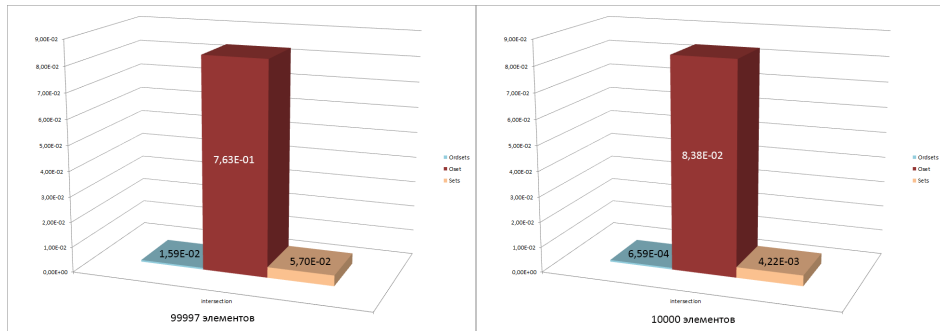 9,00E-02
8,00E-02
7,00E-02
6,00E-02
5,00E-02
4,00E-02
3,00E-02
2,00E-02
1,00E-02
0,00E+00
1,59E-02
7,63E-01
5,70E-02
Ordsets
Oset
Sets
intersection
99997 элементов
9,00E-02
8,00E-02
7,00E-02
6,00E-02
5,00E-02
4,00E-02
3,00E-02
2,00E-02
1,00E-02
0,00E+00
6,59E-04
8,38E-02
4,22E-03
Ordsets
Oset
Sets
intersection
10000 элементов